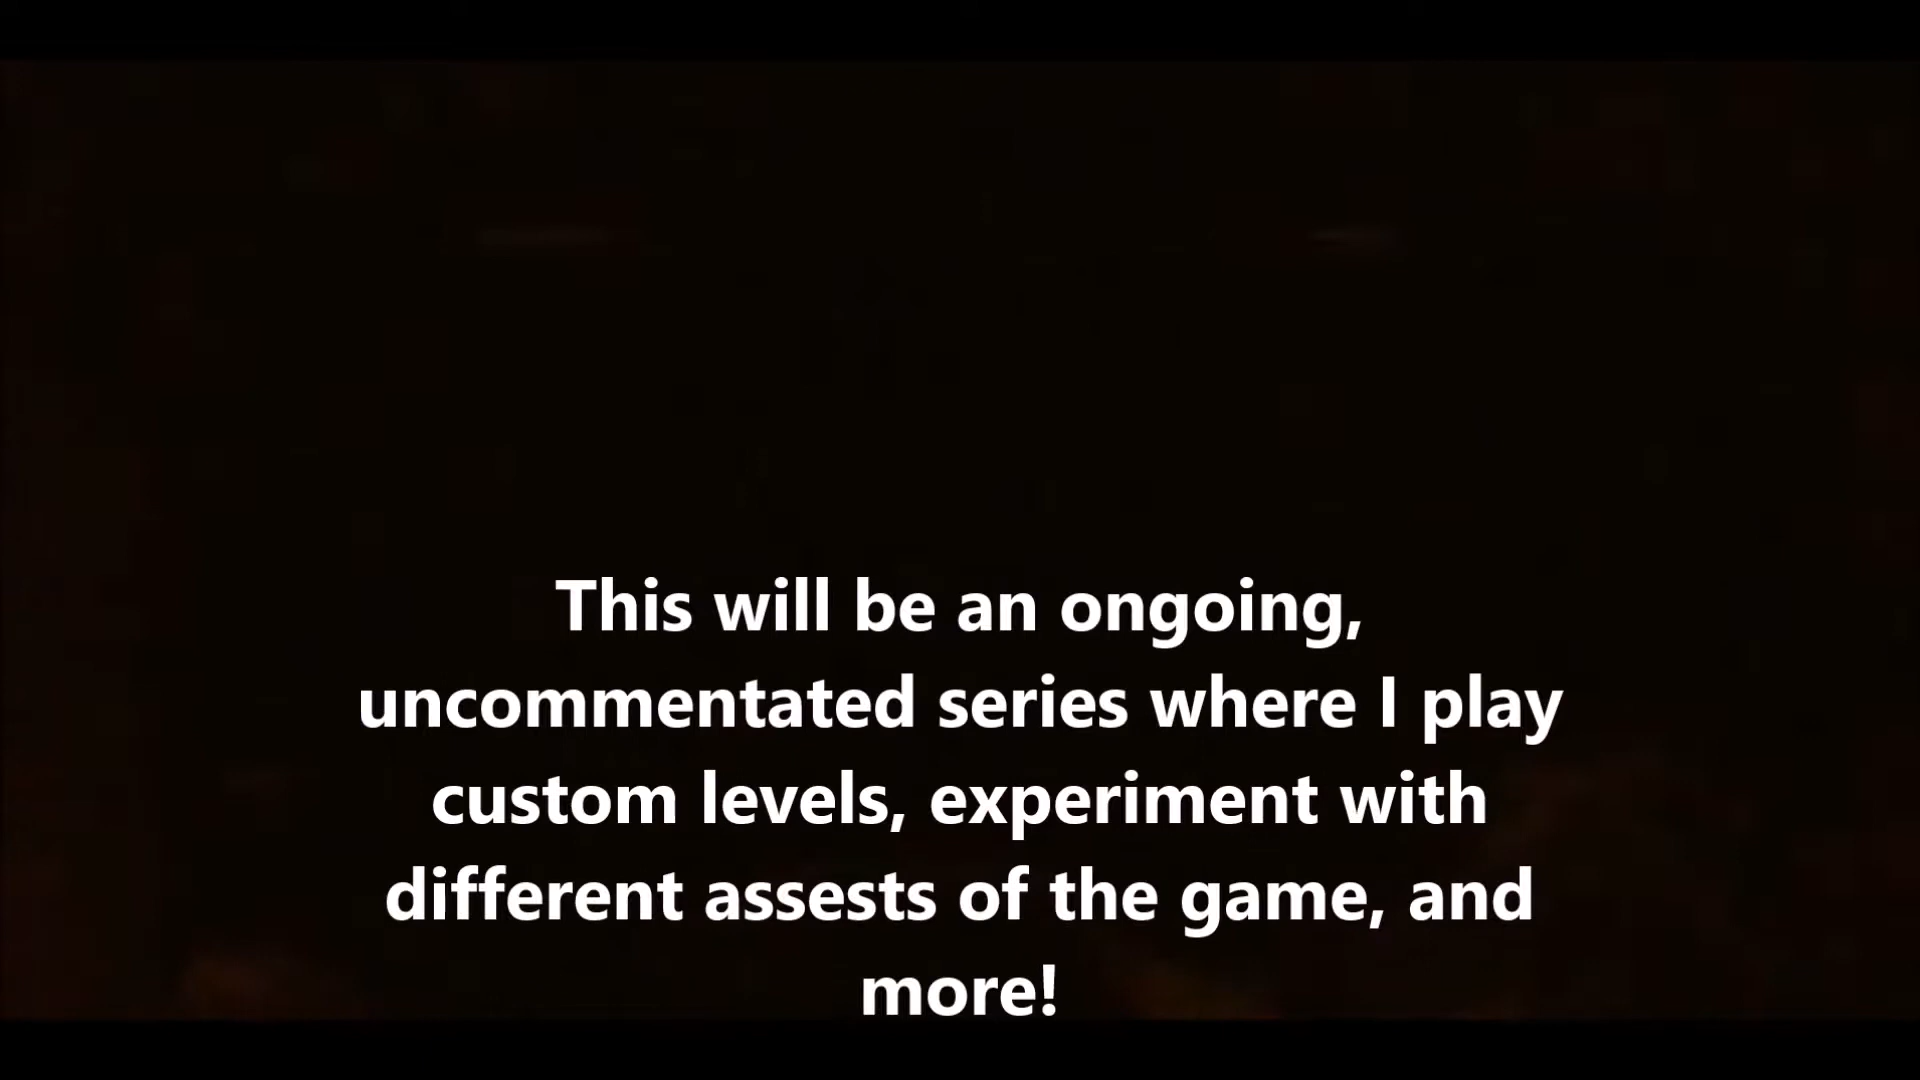 This will be an ongoing,
uncommentated series where I play
custom levels, experiment with
different assests of the game, and
more!